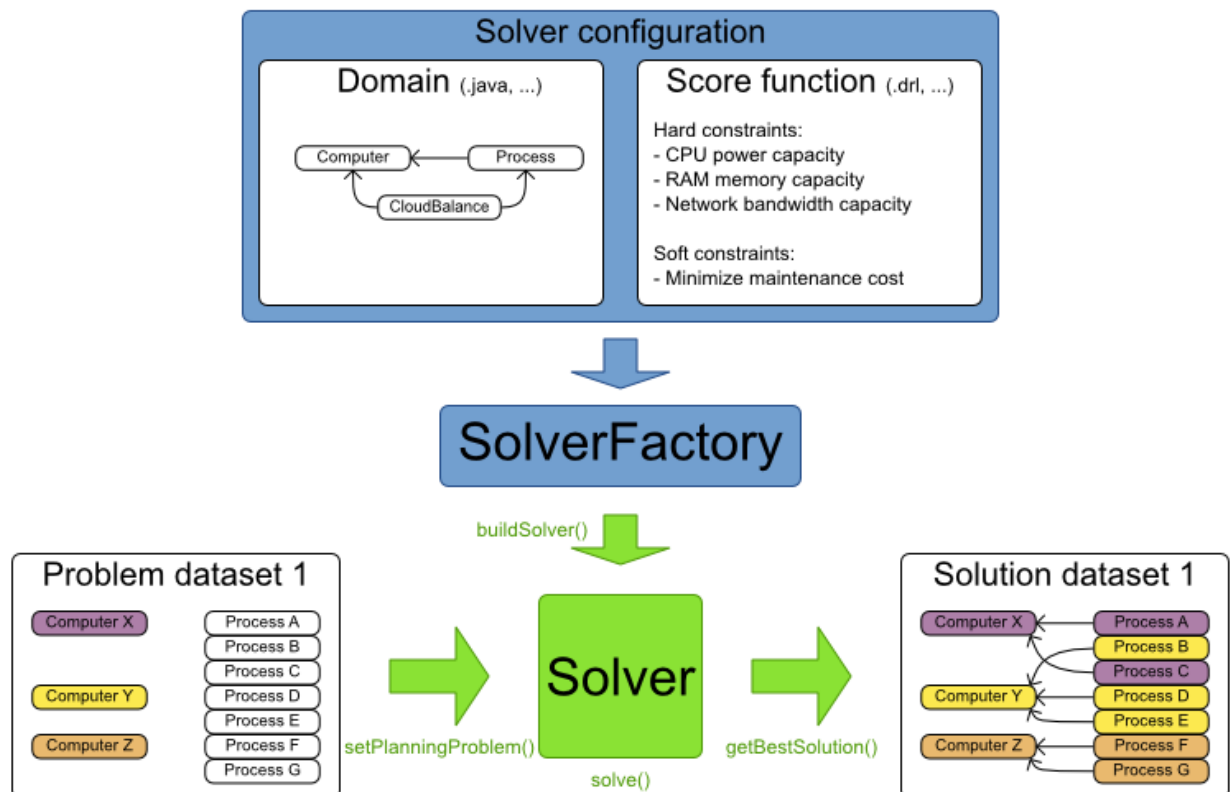 Solver configuration
Domain (.java, ...)
Computer
Process
CloudBalance
Score function (.drl, ...)
Hard constraints:
- CPU power capacity
- RAM memory capacity
- Network bandwidth capacity
Soft constraints:
- Minimize maintenance cost
SolverFactory
buildSolver()
Problem dataset 1
Computer X
Computer Y
Computer Z
Process A
Process B
Process C
Process D
Process E
Process F
Process G
setPlanningProblem()
Solver
solve()
getBestSolution()
Solution dataset 1
Computer X
Computer Y
Computer Z
Process A
Process B
Process C
Process D
Process E
Process F
Process G